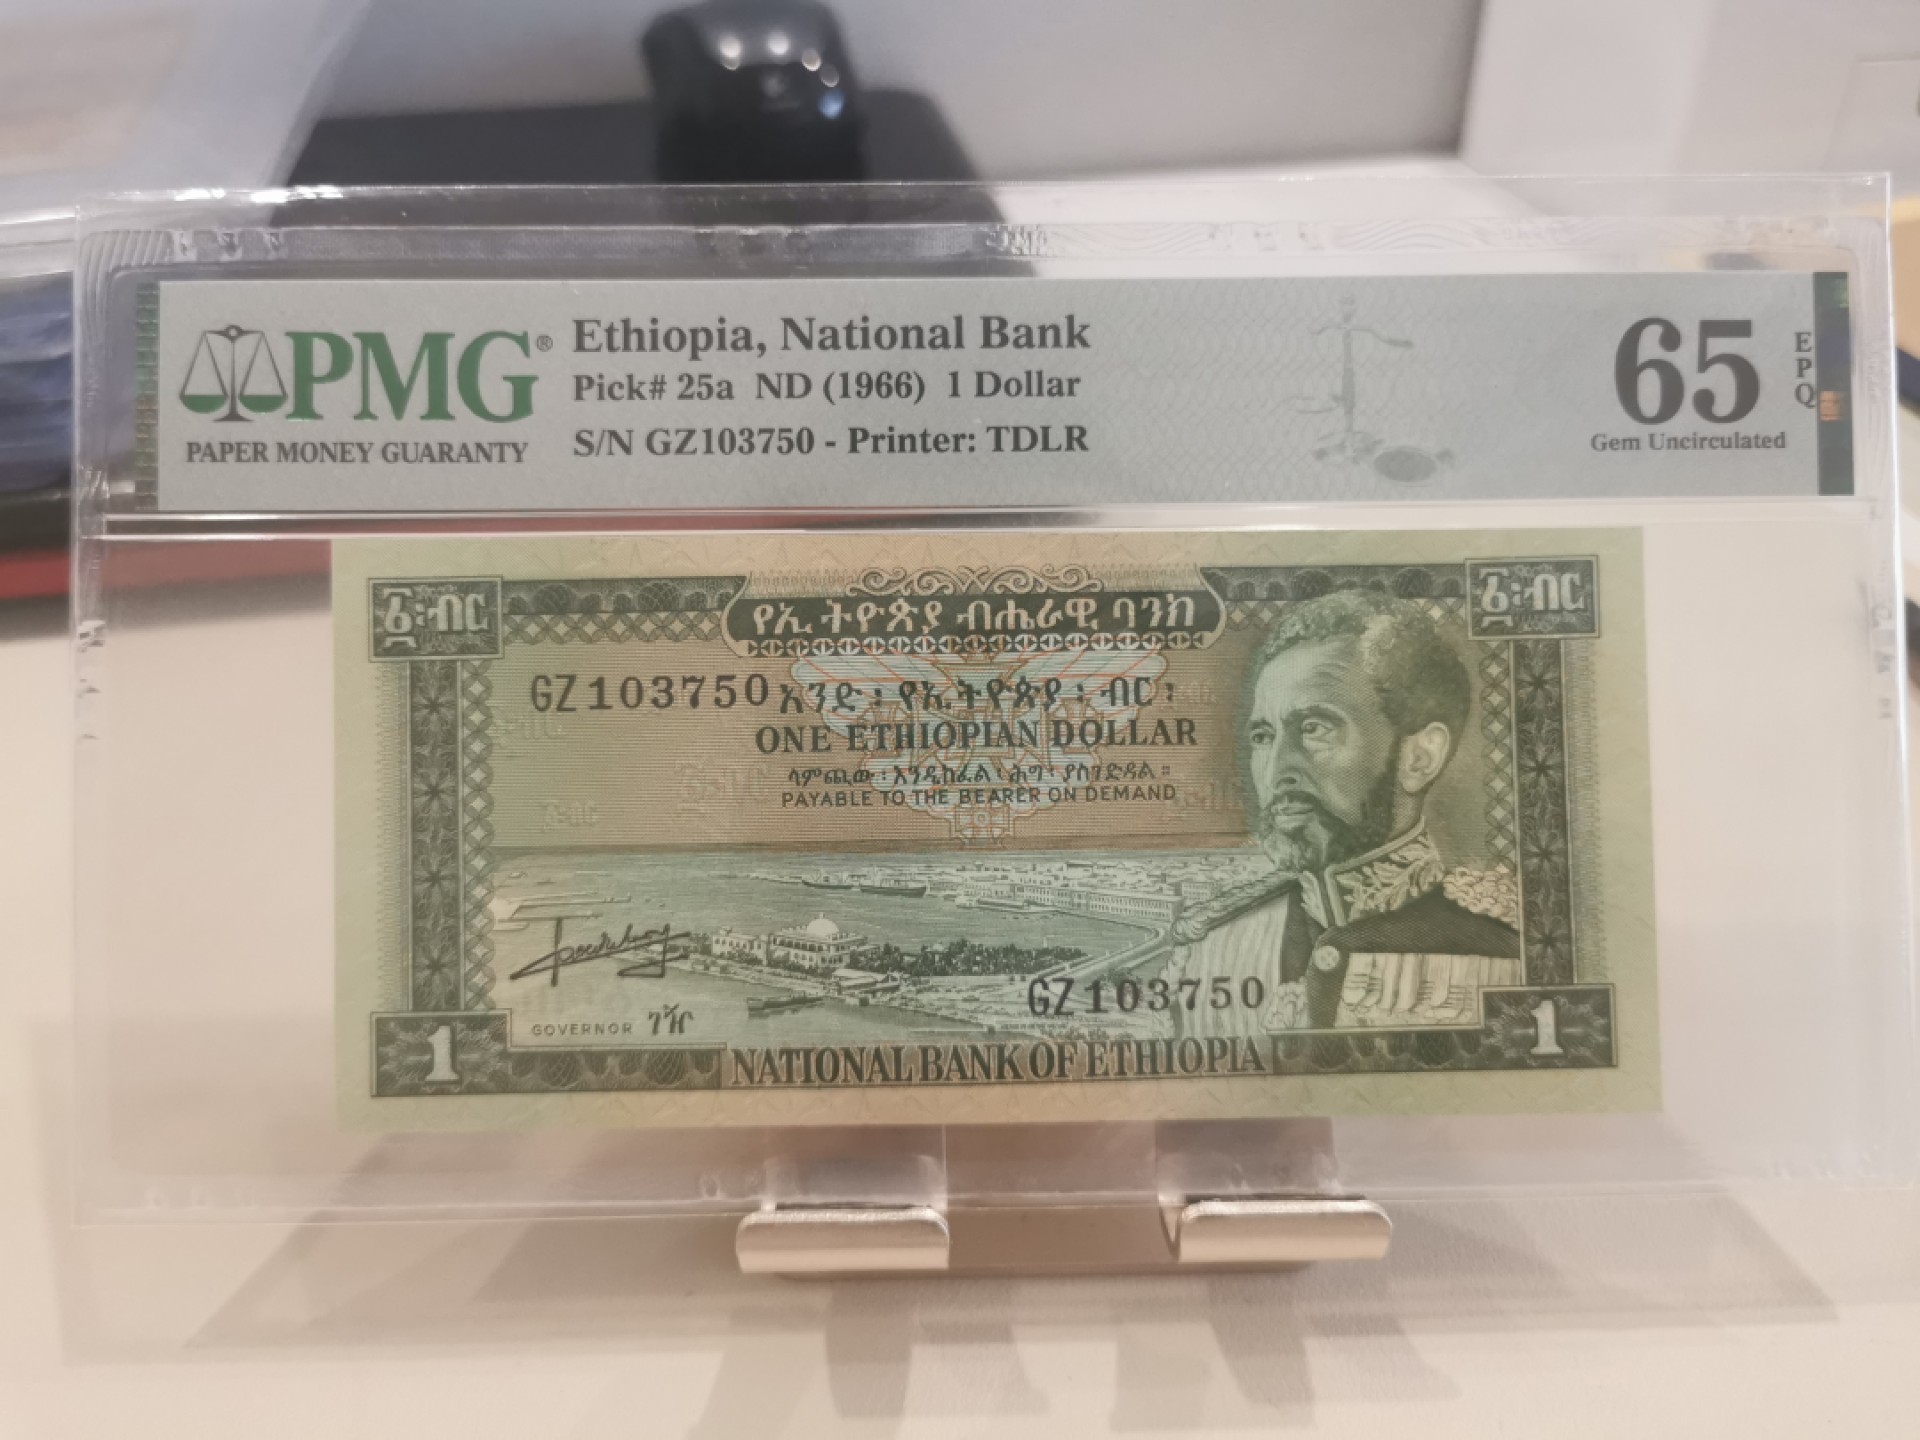 PMG®
PAPER MONEY GUARANTY
Ethiopia, National Bank
Pick# 25a ND (1966) 1 Dollar
S/N GZ103750 - Printer: TDLR
65
EPQ
Gem Uncirculated
፩፡ብር
የኢትዮጵያ ብሔራዊ ባንክ
፩፡ብር
GZ103750
አንድ፡የኢትዮጵያ፡ብር፡
ONE ETHIOPIAN DOLLAR
ላምጪው፡እንዲከፈል፡ሕግ፡ያስገድዳል።
PAYABLE TO THE BEARER ON DEMAND
GZ103750
GOVERNOR ገዥ
1
NATIONAL BANK OF ETHIOPIA
1